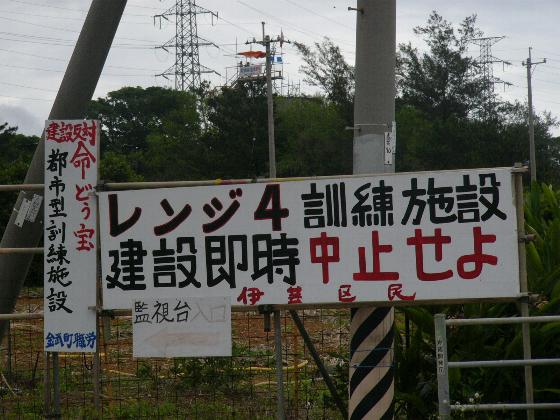 建設反対
命どぅ宝
都市型訓練施設
金武町職労
レンジ4訓練施設
建設即時中止せよ
伊芸区民
監視台入口